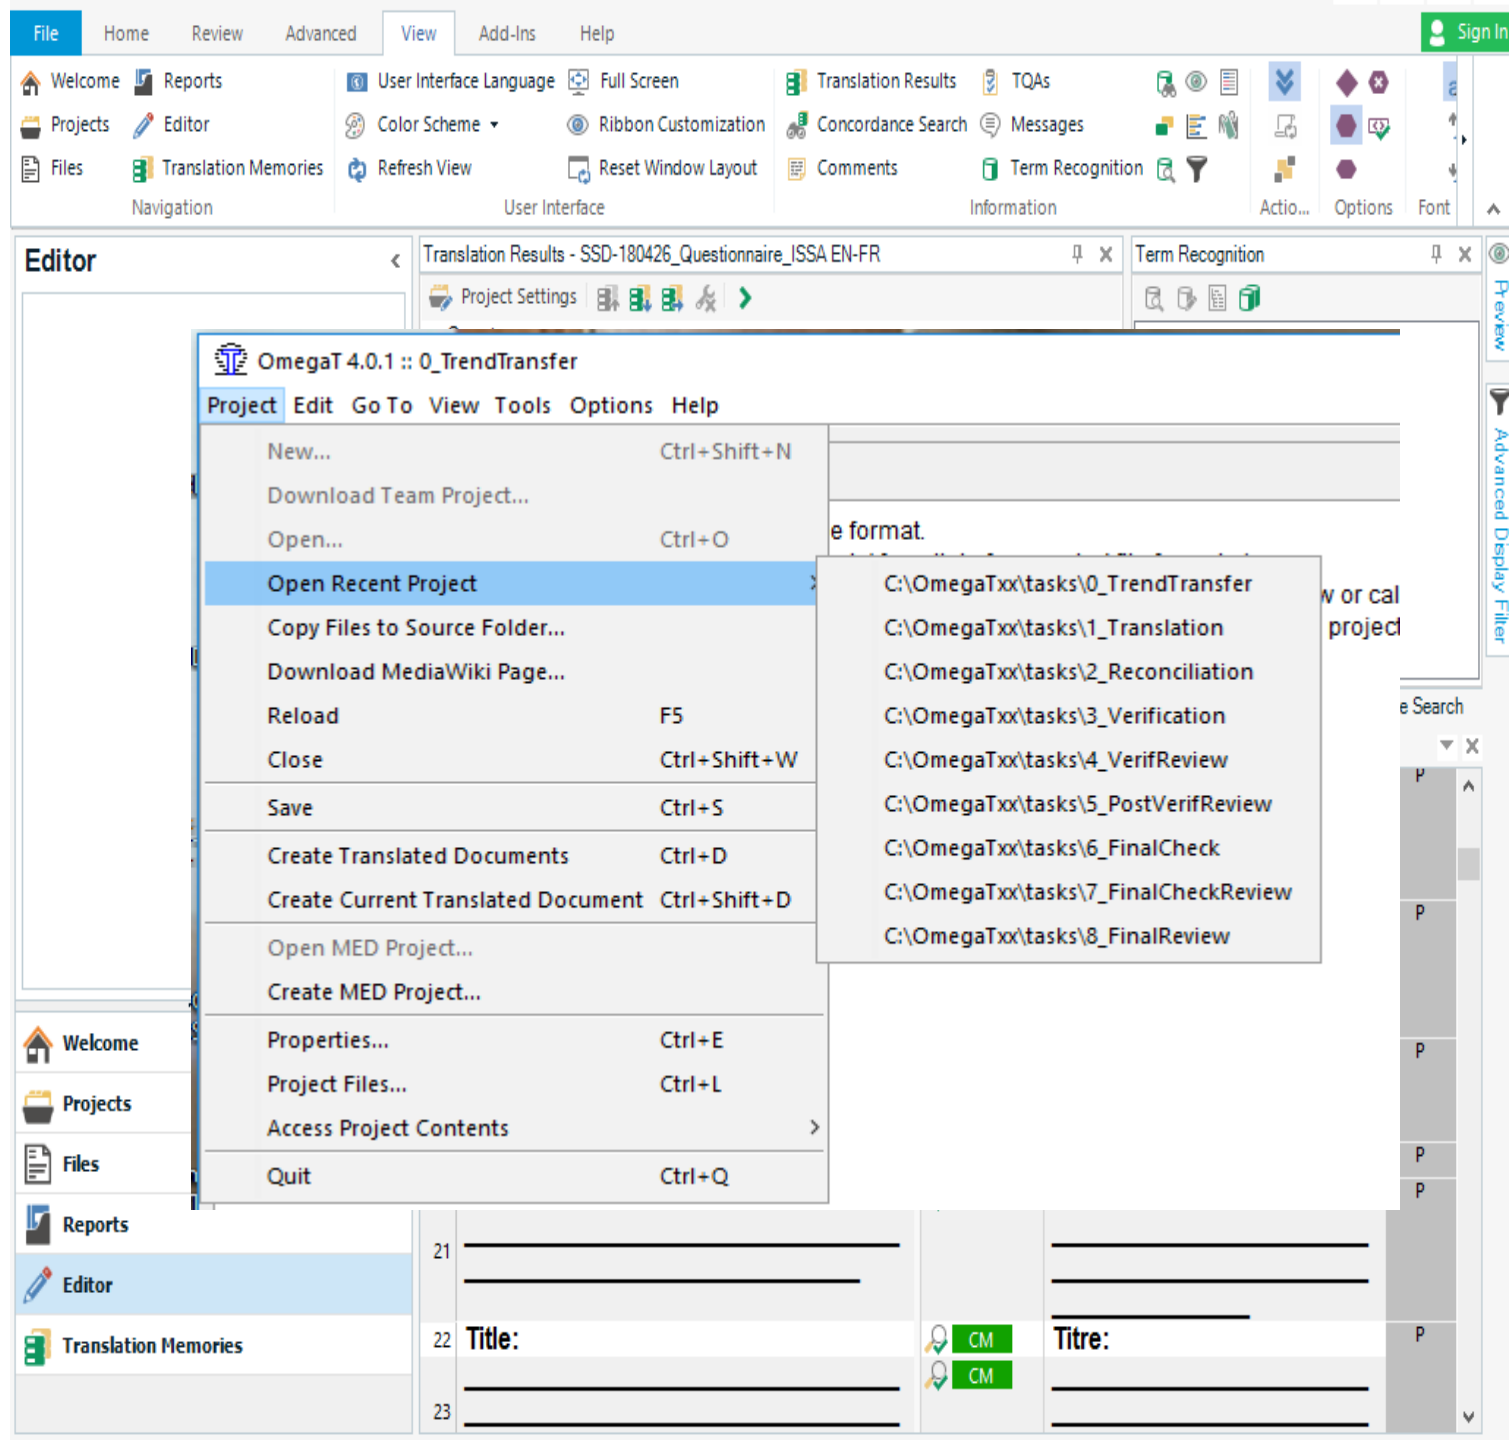 File Home Review Advanced View Add-Ins Help Sign In
Welcome Reports User Interface Language Full Screen Translation Results TQAs
Projects Editor Color Scheme Ribbon Customization Concordance Search Messages
Files Translation Memories Refresh View Reset Window Layout Comments Term Recognition
Navigation User Interface Information Actio... Options Font
Editor
Translation Results - SSD-180426_Questionnaire_ISSA EN-FR
Term Recognition
Project Settings
Preview
Advanced Display Filter
OmegaT 4.0.1 :: 0_TrendTransfer
Project Edit Go To View Tools Options Help
New... Ctrl+Shift+N
Download Team Project...
Open... Ctrl+O
Open Recent Project
Copy Files to Source Folder...
Download MediaWiki Page...
Reload F5
Close Ctrl+Shift+W
Save Ctrl+S
Create Translated Documents Ctrl+D
Create Current Translated Document Ctrl+Shift+D
Open MED Project...
Create MED Project...
Properties... Ctrl+E
Project Files... Ctrl+L
Access Project Contents
Quit Ctrl+Q
e format.
w or cal
project
C:\OmegaTxx\tasks\0_TrendTransfer
C:\OmegaTxx\tasks\1_Translation
C:\OmegaTxx\tasks\2_Reconciliation
C:\OmegaTxx\tasks\3_Verification
C:\OmegaTxx\tasks\4_VerifReview
C:\OmegaTxx\tasks\5_PostVerifReview
C:\OmegaTxx\tasks\6_FinalCheck
C:\OmegaTxx\tasks\7_FinalCheckReview
C:\OmegaTxx\tasks\8_FinalReview
e Search
P
P
P
P
P
Welcome
Projects
Files
Reports
Editor
Translation Memories
21
22 Title: CM Titre: P
CM
23